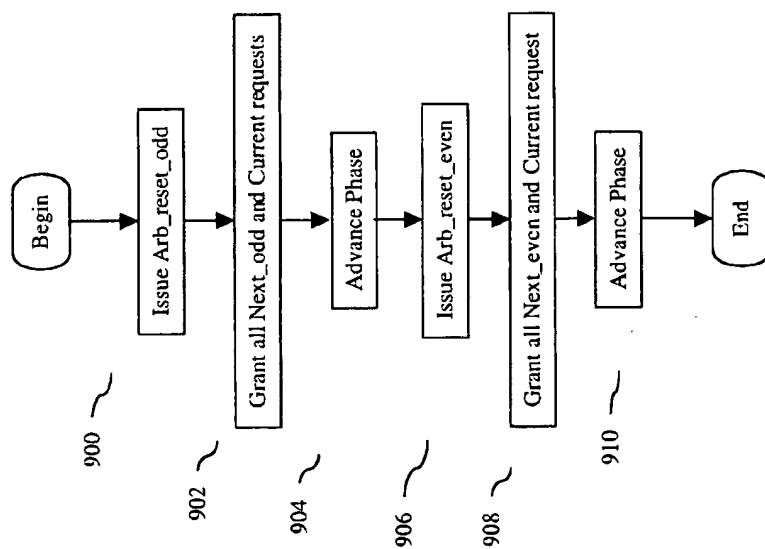 Begin
900
Issue Arb_reset_odd
902
Grant all Next_odd and Current requests
904
Advance Phase
906
Issue Arb_reset_even
908
Grant all Next_even and Current request
910
Advance Phase
End